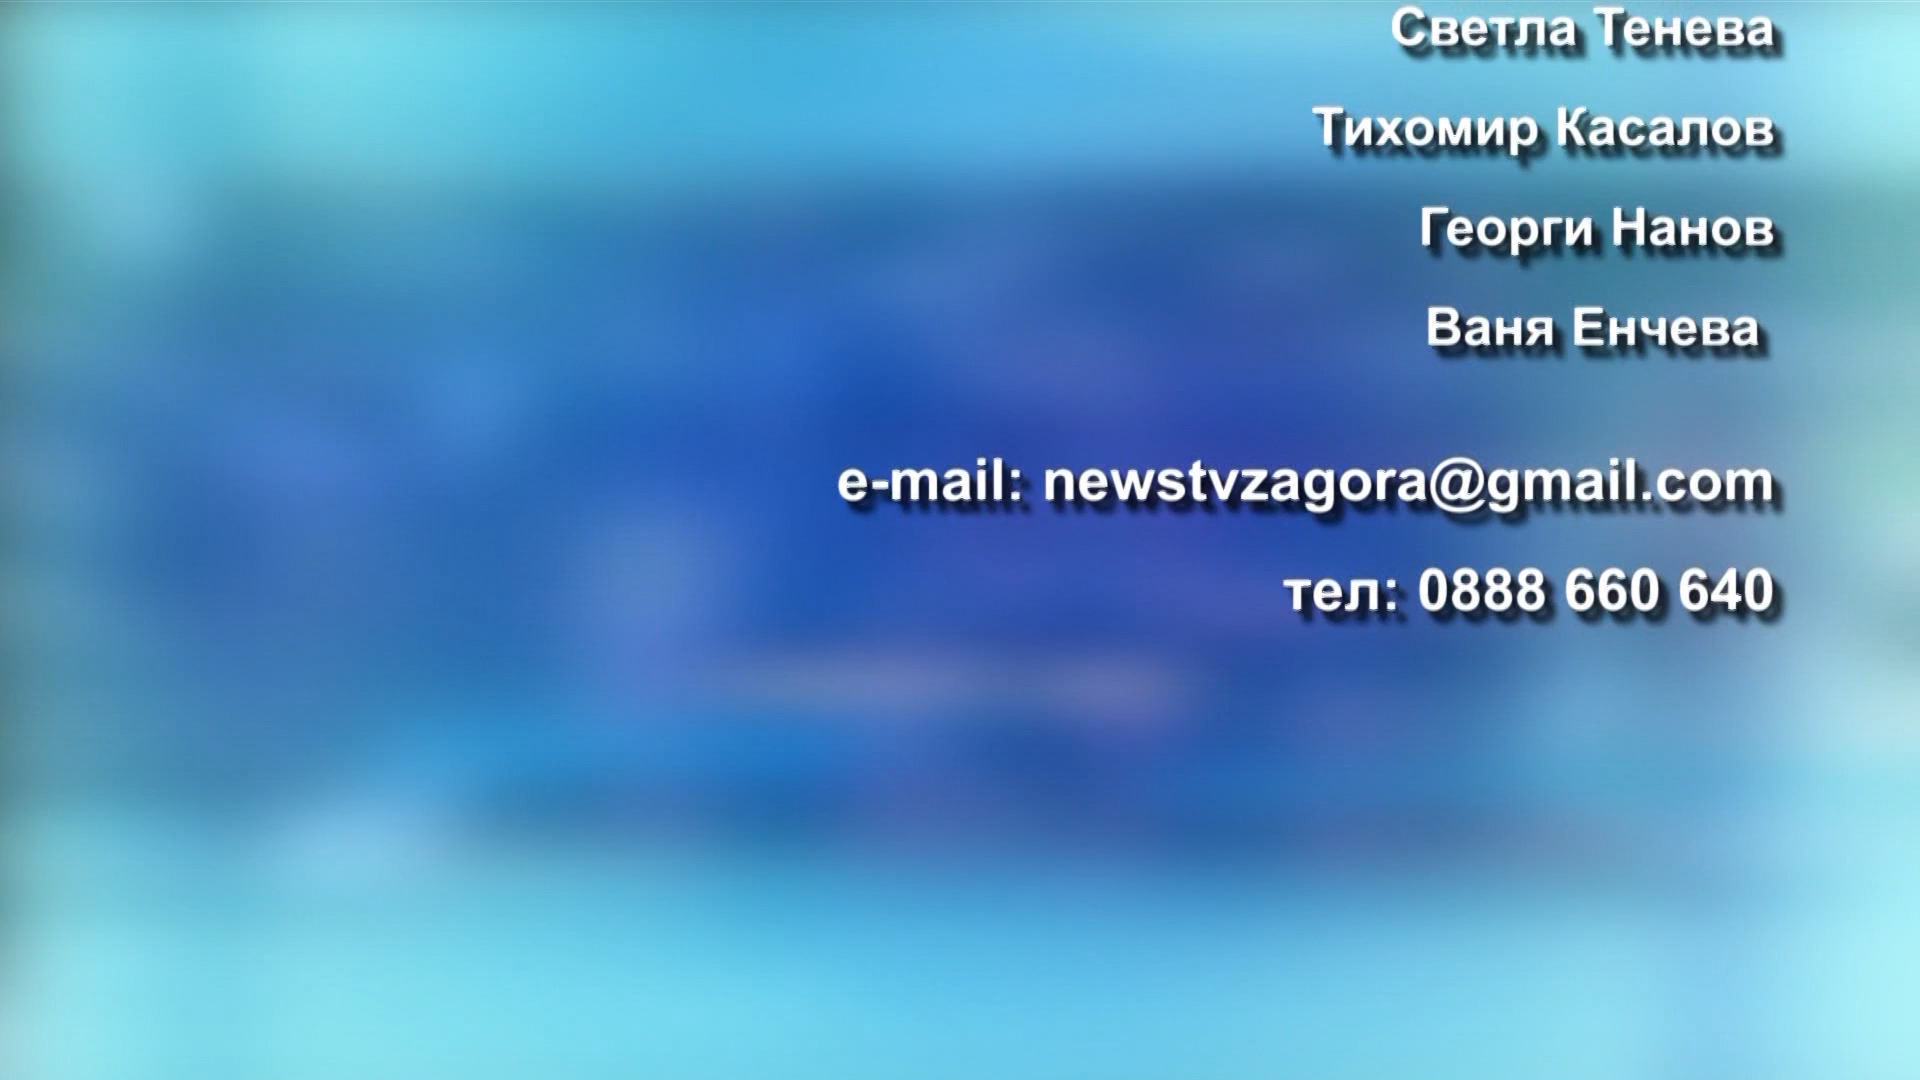 Светла Тенева
Тихомир Касалов
Георги Нанов
Ваня Енчева
e-mail: newstvzagora@gmail.com
тел: 0888 660 640